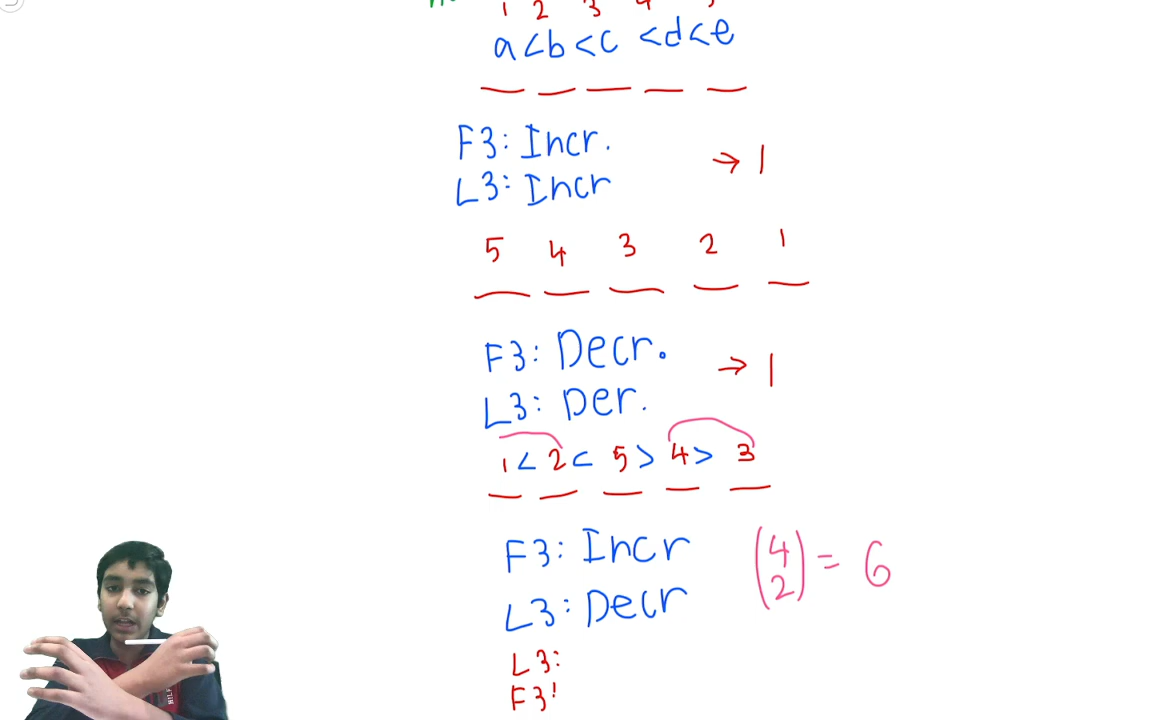 1 2 3 4
a<b<c <d<e
F3: Incr. → 1
L3: Incr
5 4 3 2 1
F3: Decr. → 1
L3: Der.
1 < 2 < 5 > 4 > 3
F3: Incr (4 2) = 6
L3: Decr
L3:
F3!